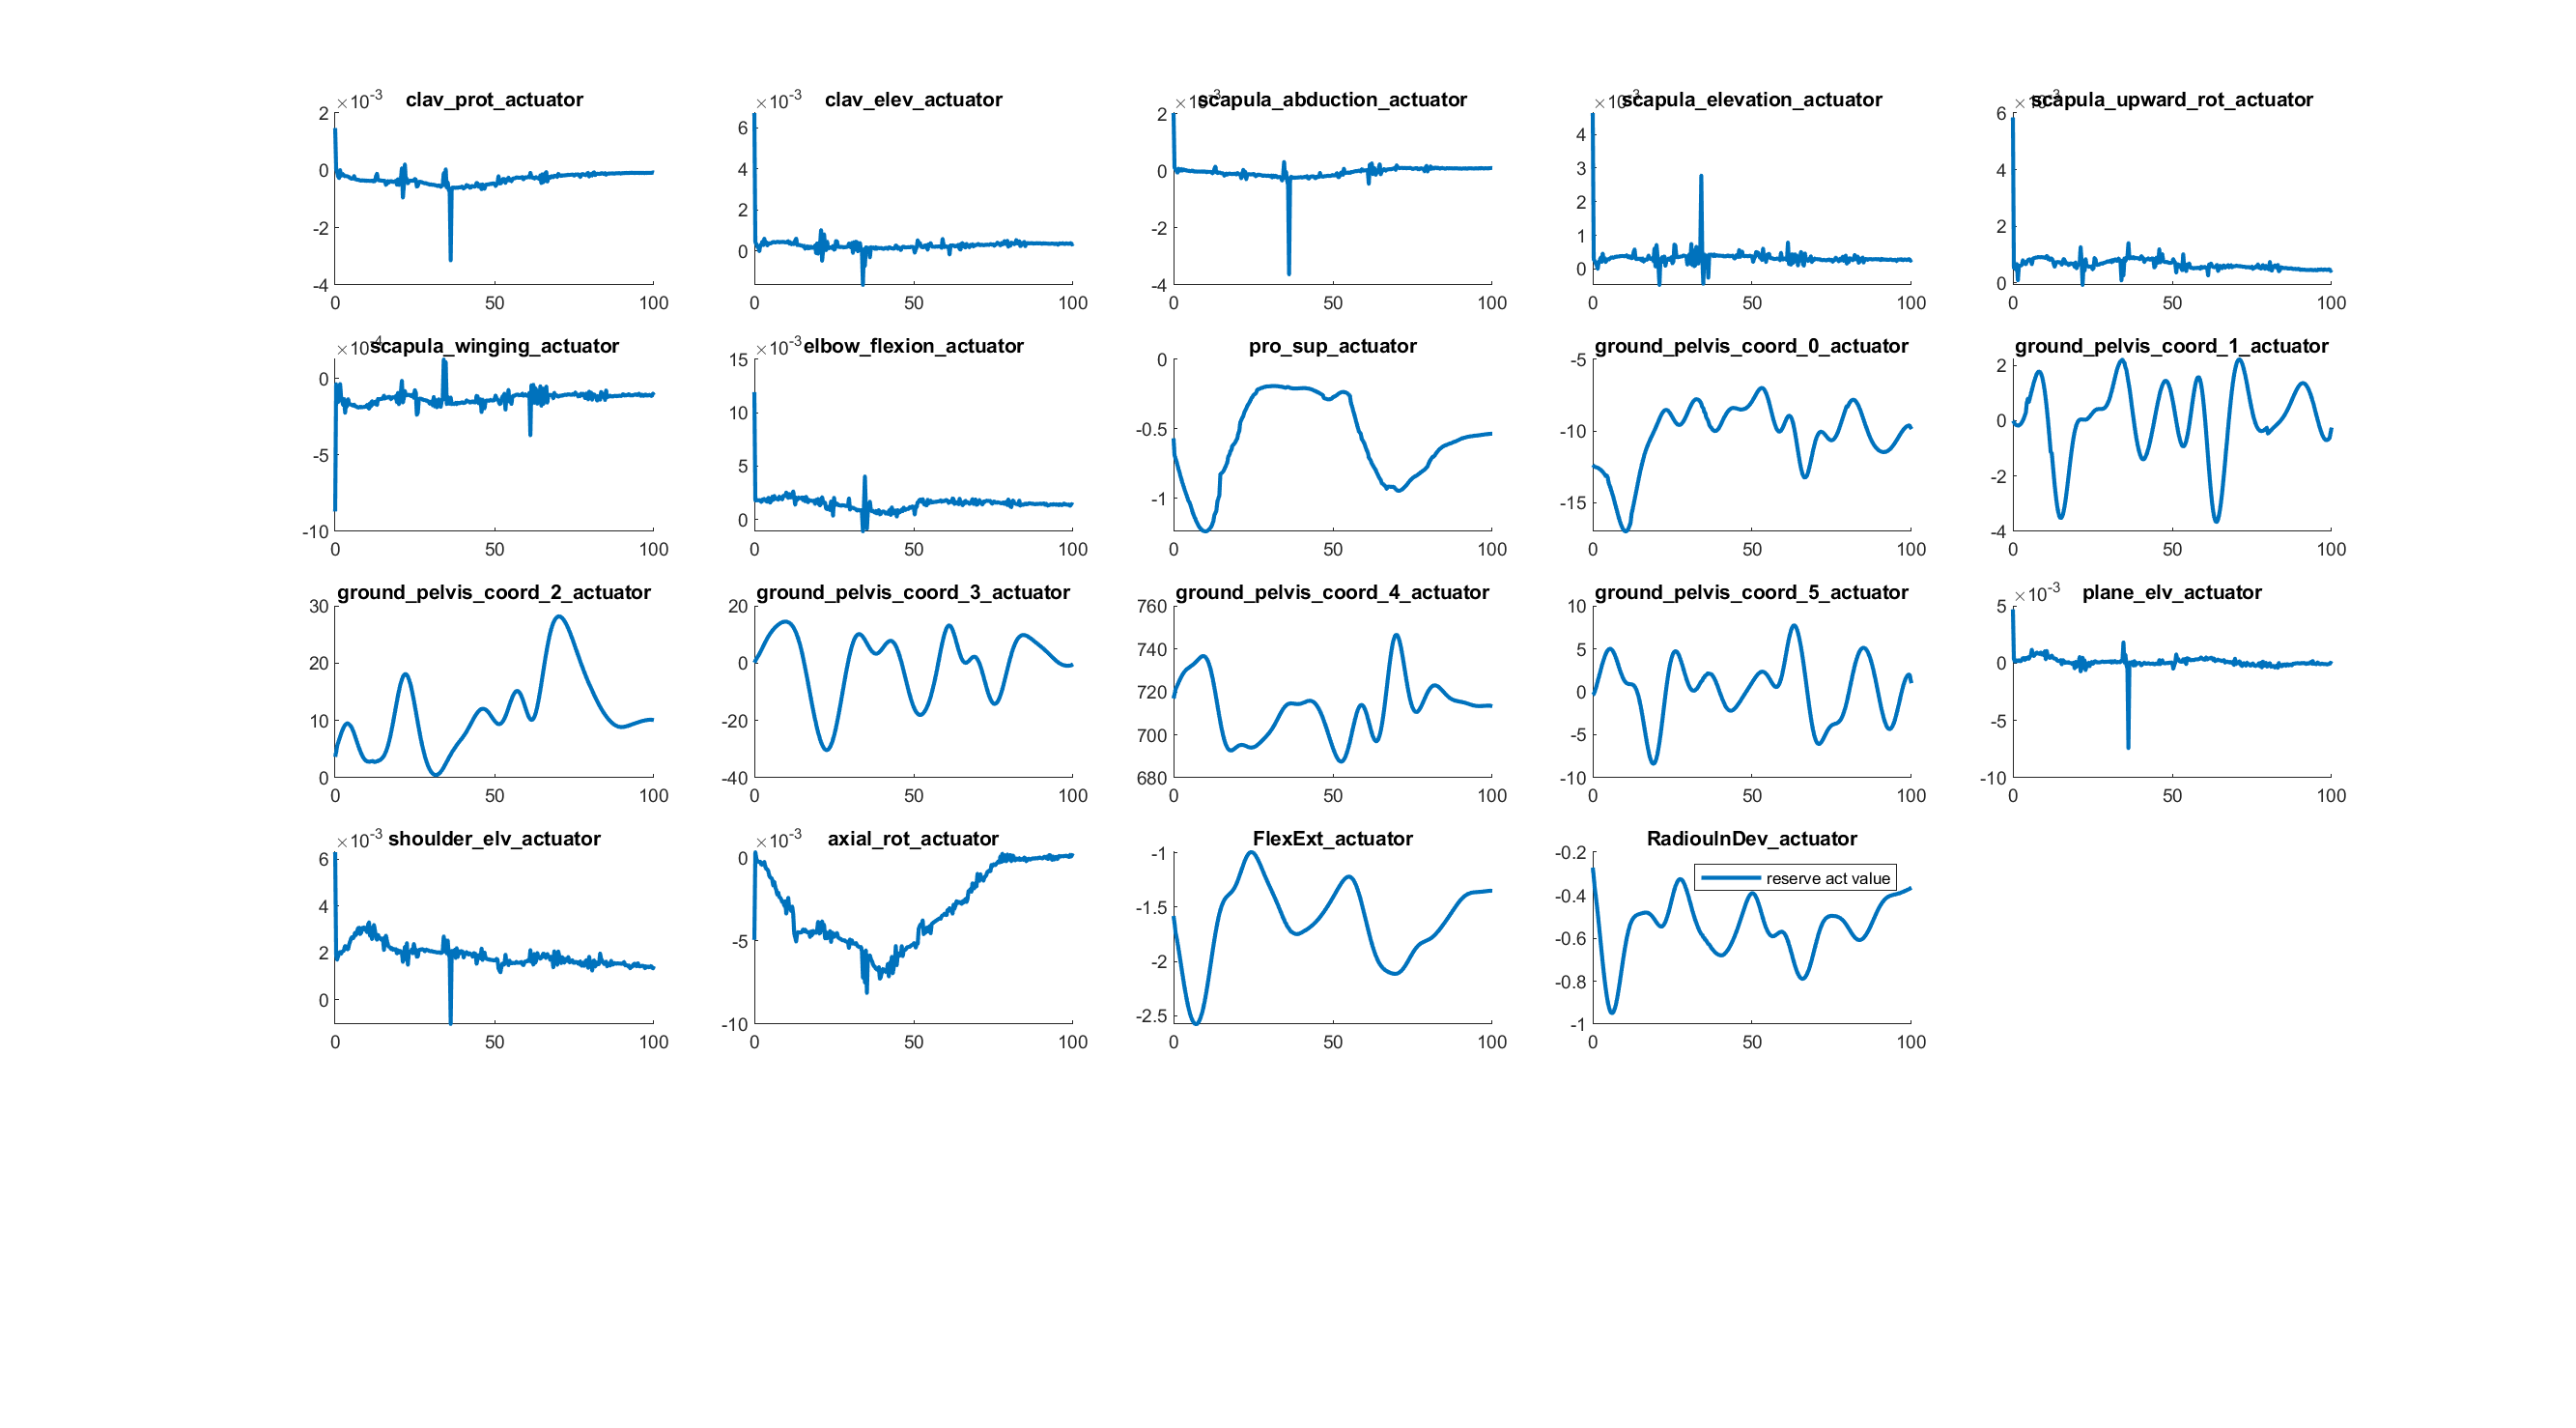 ×10-3 clav_prot_actuator
2
0
-2
-4
0 50 100
×10-3 clav_elev_actuator
6
4
2
0
0 50 100
×10-3 scapula_abduction_actuator
2
0
-2
-4
0 50 100
×10-3 scapula_elevation_actuator
4
3
2
1
0
0 50 100
×10-3 scapula_upward_rot_actuator
6
4
2
0
0 50 100
×10-4 scapula_winging_actuator
0
-5
-10
0 50 100
×10-3 elbow_flexion_actuator
15
10
5
0
0 50 100
pro_sup_actuator
0
-0.5
-1
0 50 100
ground_pelvis_coord_0_actuator
-5
-10
-15
0 50 100
ground_pelvis_coord_1_actuator
2
0
-2
-4
0 50 100
ground_pelvis_coord_2_actuator
30
20
10
0
0 50 100
ground_pelvis_coord_3_actuator
20
0
-20
-40
0 50 100
ground_pelvis_coord_4_actuator
760
740
720
700
680
0 50 100
ground_pelvis_coord_5_actuator
10
5
0
-5
-10
0 50 100
×10-3 plane_elv_actuator
5
0
-5
-10
0 50 100
×10-3 shoulder_elv_actuator
6
4
2
0
0 50 100
×10-3 axial_rot_actuator
0
-5
-10
0 50 100
FlexExt_actuator
-1
-1.5
-2
-2.5
0 50 100
RadioulnDev_actuator
-0.2
reserve act value
-0.4
-0.6
-0.8
-1
0 50 100